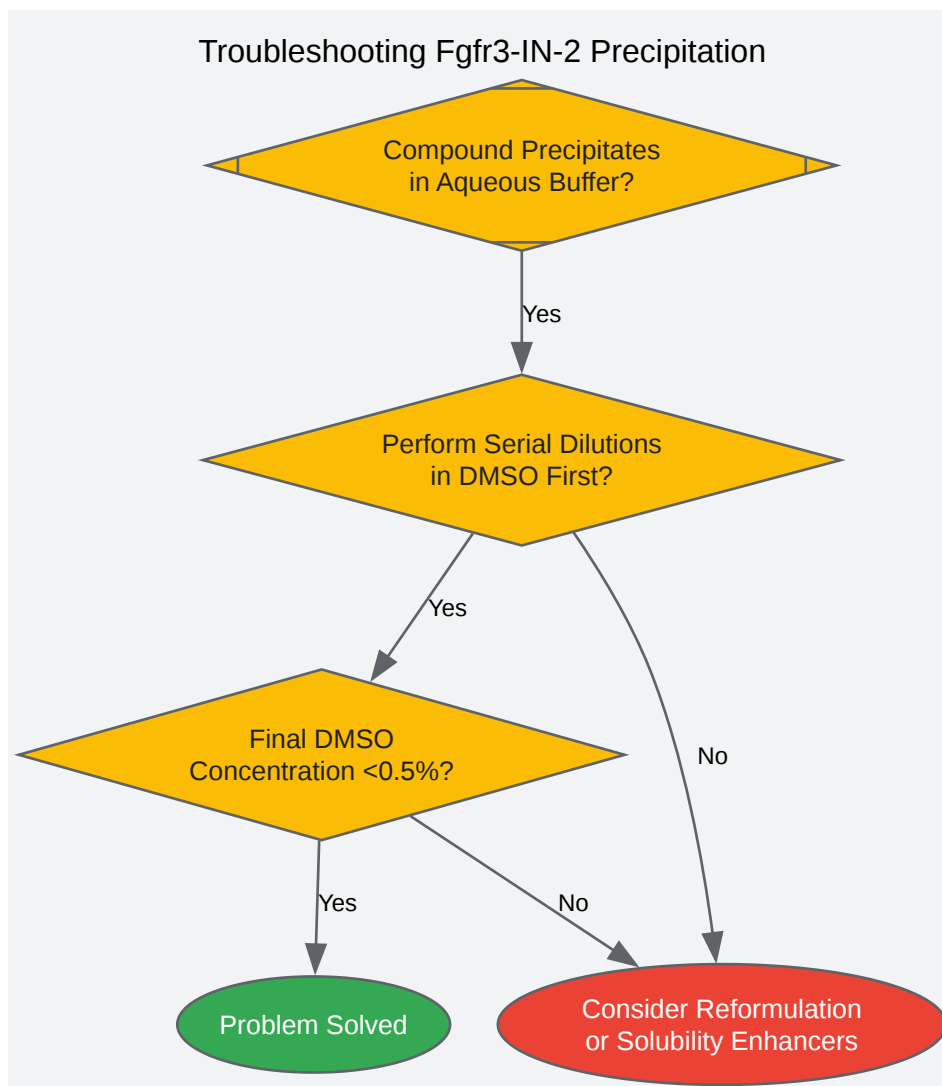 Troubleshooting Fgfr3-IN-2 Precipitation
Compound Precipitates
in Aqueous Buffer?
Yes
Perform Serial Dilutions
in DMSO First?
Yes
No
Final DMSO
Concentration <0.5%?
Yes
No
Problem Solved
Consider Reformulation
or Solubility Enhancers